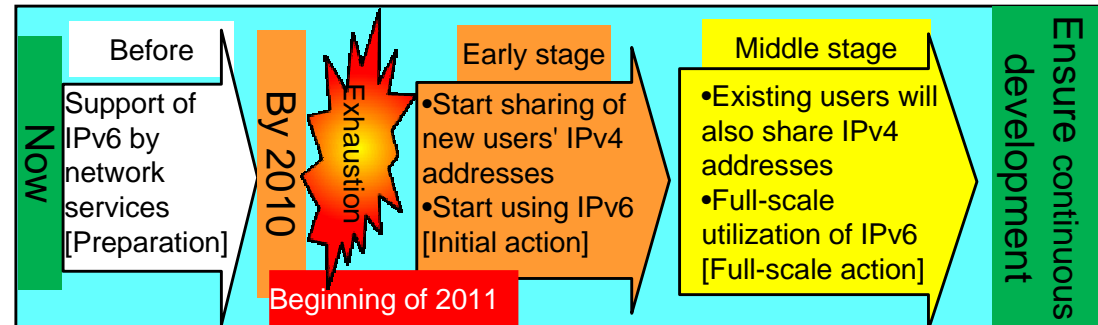 Now
Before
Support of
IPv6 by
network
services
[Preparation]
By 2010
Exhaustion
Beginning of 2011
Early stage
•Start sharing of
new users' IPv4
addresses
•Start using IPv6
[Initial action]
Middle stage
•Existing users will
also share IPv4
addresses
•Full-scale
utilization of IPv6
[Full-scale action]
Ensure continuous
development